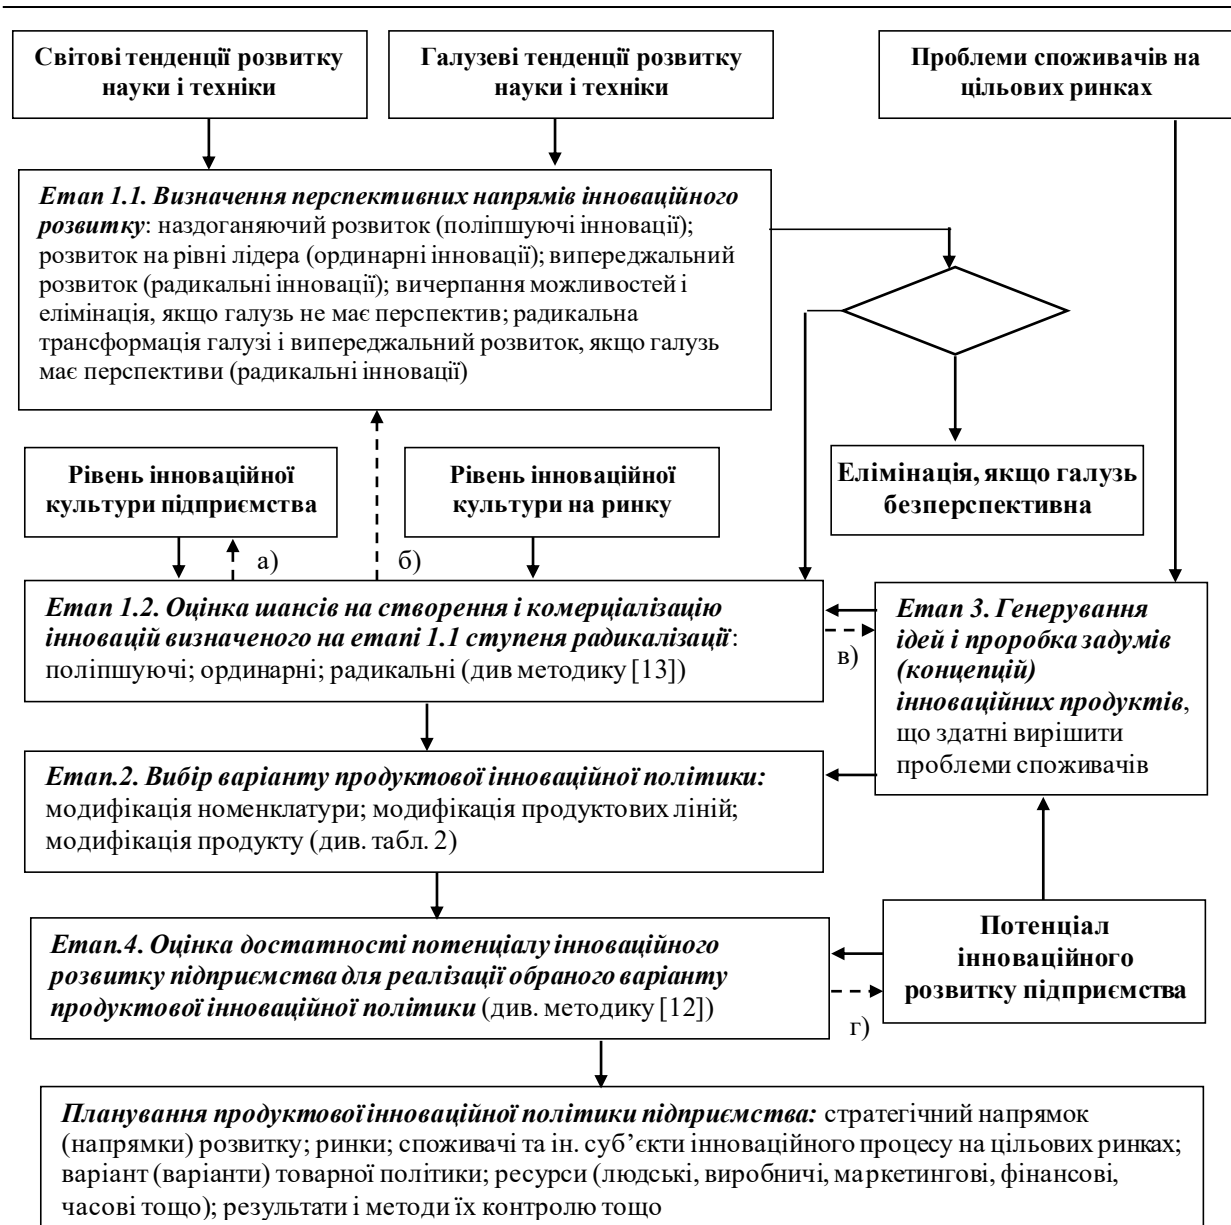 Світові тенденції розвитку
науки і техніки
Галузеві тенденції розвитку
науки і техніки
Проблеми споживачів на
цільових ринках
Етап 1.1. Визначення перспективних напрямів інноваційного
розвитку: наздоганяючий розвиток (поліпшуючі інновації);
розвиток на рівні лідера (ординарні інновації); випереджальний
розвиток (радикальні інновації); вичерпання можливостей і
елімінація, якщо галузь не має перспектив; радикальна
трансформація галузі і випереджальний розвиток, якщо галузь
має перспективи (радикальні інновації)
Рівень інноваційної
культури підприємства
Рівень інноваційної
культури на ринку
Елімінація, якщо галузь
безперспективна
а)
б)
Етап 1.2. Оцінка шансів на створення і комерціалізацію
інновацій визначеного на етапі 1.1 ступеня радикалізації:
поліпшуючі; ординарні; радикальні (див методику [13])
в)
Етап 3. Генерування
ідей і проробка задумів
(концепцій)
інноваційних продуктів,
що здатні вирішити
проблеми споживачів
Етап.2. Вибір варіанту продуктової інноваційної політики:
модифікація номенклатури; модифікація продуктових ліній;
модифікація продукту (див. табл. 2)
Етап.4. Оцінка достатності потенціалу інноваційного
розвитку підприємства для реалізації обраного варіанту
продуктової інноваційної політики (див. методику [12])
г)
Потенціал
інноваційного
розвитку підприємства
Планування продуктової інноваційної політики підприємства: стратегічний напрямок
(напрямки) розвитку; ринки; споживачі та ін. суб’єкти інноваційного процесу на цільових ринках;
варіант (варіанти) товарної політики; ресурси (людські, виробничі, маркетингові, фінансові,
часові тощо); результати і методи їх контролю тощо